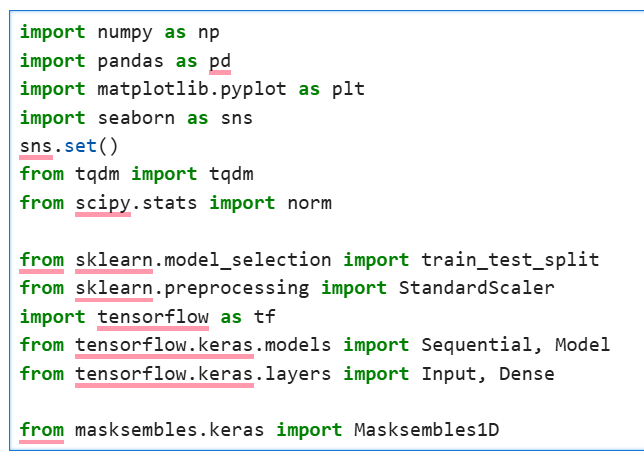 import numpy as np
import pandas as pd
import matplotlib.pyplot as plt
import seaborn as sns
sns.set()
from tqdm import tqdm
from scipy.stats import norm
from sklearn.model_selection import train_test_split
from sklearn.preprocessing import StandardScaler
import tensorflow as tf
from tensorflow.keras.models import Sequential, Model
from tensorflow.keras.layers import Input, Dense
from masksembles.keras import Masksembles1D